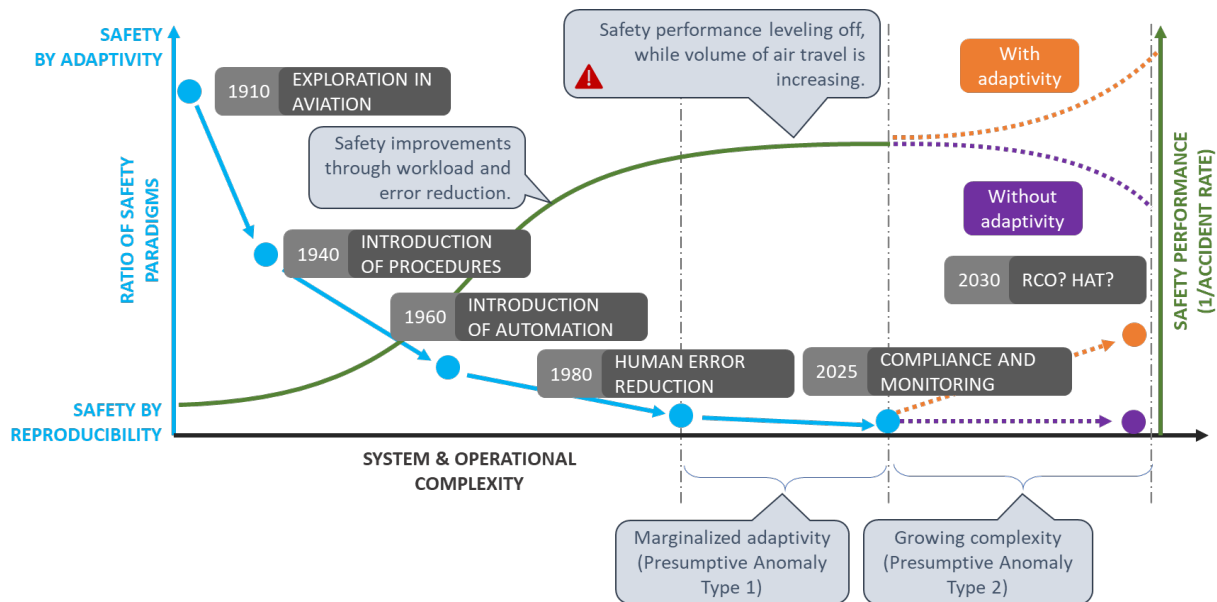 SAFETY
BY ADAPTIVITY
1910
EXPLORATION IN
AVIATION
Safety performance leveling off,
while volume of air travel is
increasing.
With
adaptivity
Safety improvements
through workload and
error reduction.
RATIO OF SAFETY
PARADIGMS
Without
adaptivity
SAFETY PERFORMANCE
(1/ACCIDENT RATE)
1940
INTRODUCTION
OF PROCEDURES
2030
RCO? HAT?
1960
INTRODUCTION
OF AUTOMATION
1980
HUMAN ERROR
REDUCTION
2025
COMPLIANCE AND
MONITORING
SAFETY BY
REPRODUCIBILITY
SYSTEM & OPERATIONAL
COMPLEXITY
Marginalized adaptivity
(Presumptive Anomaly
Type 1)
Growing complexity
(Presumptive Anomaly
Type 2)